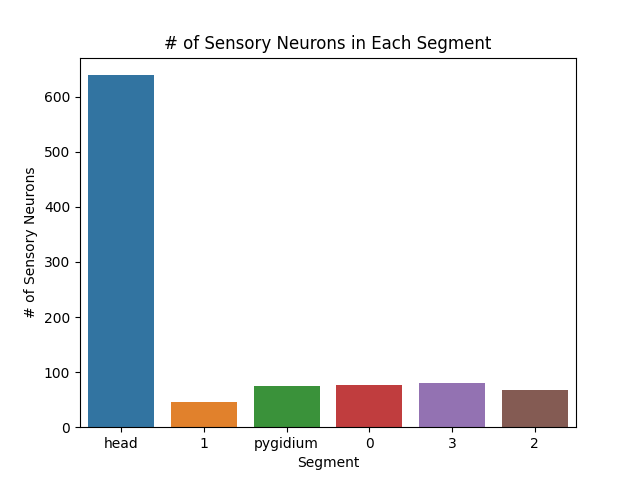 # of Sensory Neurons in Each Segment
# of Sensory Neurons
600
500
400
300
200
100
0
head 1 pygidium 0 3 2
Segment